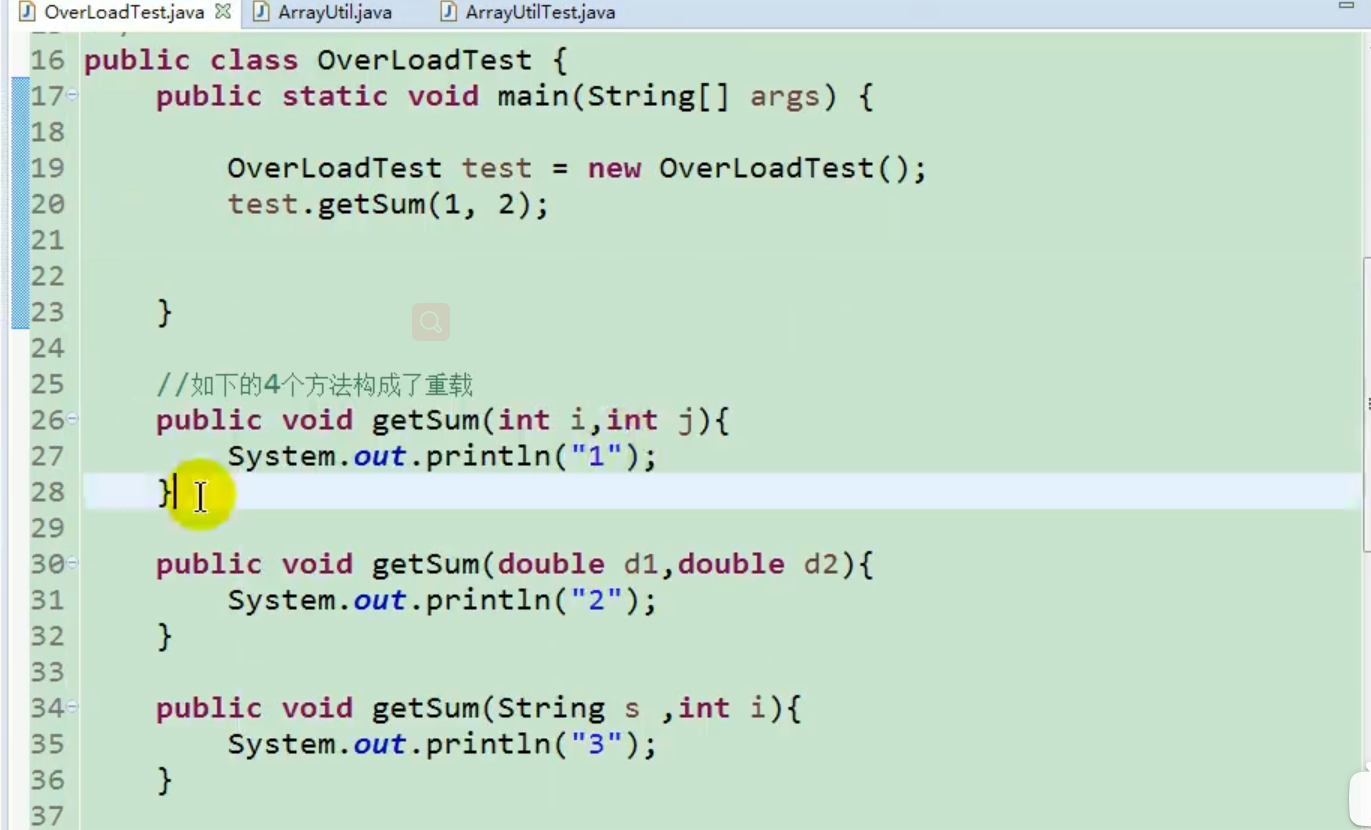 OverLoadTest.java ArrayUtil.java ArrayUtilTest.java
16 public class OverLoadTest {
17 public static void main(String[] args) {
18
19 OverLoadTest test = new OverLoadTest();
20 test.getSum(1, 2);
21
22
23 }
24
25 //如下的4个方法构成了重载
26 public void getSum(int i,int j){
27 System.out.println("1");
28 }
29
30 public void getSum(double d1,double d2){
31 System.out.println("2");
32 }
33
34 public void getSum(String s ,int i){
35 System.out.println("3");
36 }
37